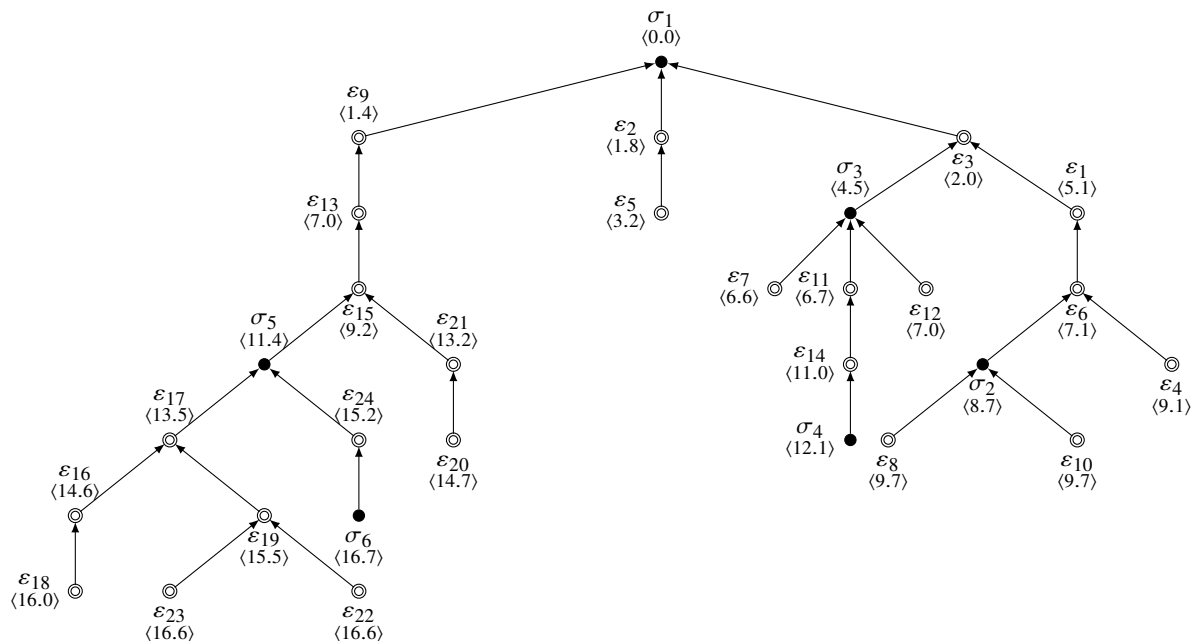 σ1
⟨0.0⟩
ε9
⟨1.4⟩
ε2
⟨1.8⟩
ε3
⟨2.0⟩
ε13
⟨7.0⟩
ε5
⟨3.2⟩
σ3
⟨4.5⟩
ε1
⟨5.1⟩
ε15
⟨9.2⟩
ε7
⟨6.6⟩
ε11
⟨6.7⟩
ε12
⟨7.0⟩
ε6
⟨7.1⟩
σ5
⟨11.4⟩
ε21
⟨13.2⟩
ε14
⟨11.0⟩
σ2
⟨8.7⟩
ε4
⟨9.1⟩
ε17
⟨13.5⟩
ε24
⟨15.2⟩
ε20
⟨14.7⟩
σ4
⟨12.1⟩
ε8
⟨9.7⟩
ε10
⟨9.7⟩
ε16
⟨14.6⟩
ε19
⟨15.5⟩
σ6
⟨16.7⟩
ε18
⟨16.0⟩
ε23
⟨16.6⟩
ε22
⟨16.6⟩